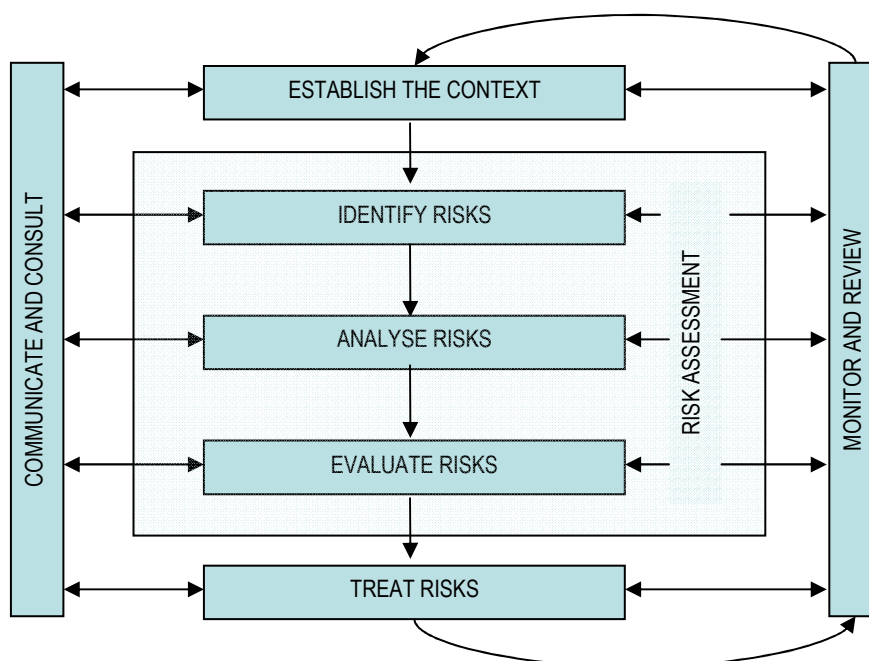 ESTABLISH THE CONTEXT
COMMUNICATE AND CONSULT
IDENTIFY RISKS
ANALYSE RISKS
EVALUATE RISKS
RISK ASSESSMENT
MONITOR AND REVIEW
TREAT RISKS